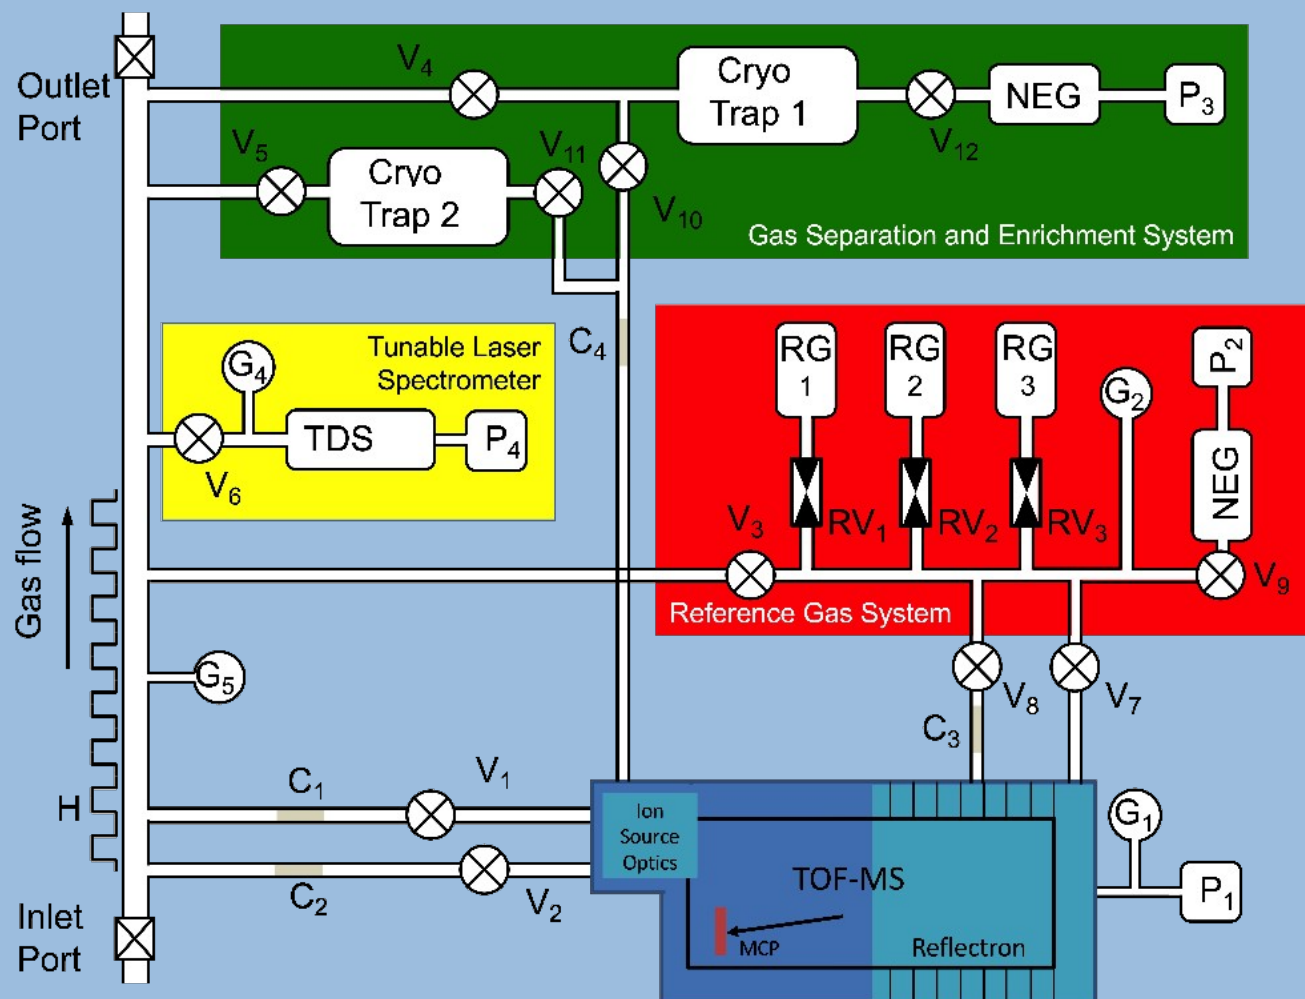 Outlet
Port
V4
Cryo
Trap 1
V12
NEG
P3
V5
Cryo
Trap 2
V11
V10
Gas Separation and Enrichment System
C4
Tunable Laser
Spectrometer
G4
TDS
P4
V6
RG
1
RG
2
RG
3
G2
P2
NEG
V3
RV1
RV2
RV3
V9
Reference Gas System
Gas flow
G5
V8
V7
C3
H
C1
V1
C2
V2
Ion
Source
Optics
TOF-MS
MCP
Reflectron
G1
P1
Inlet
Port